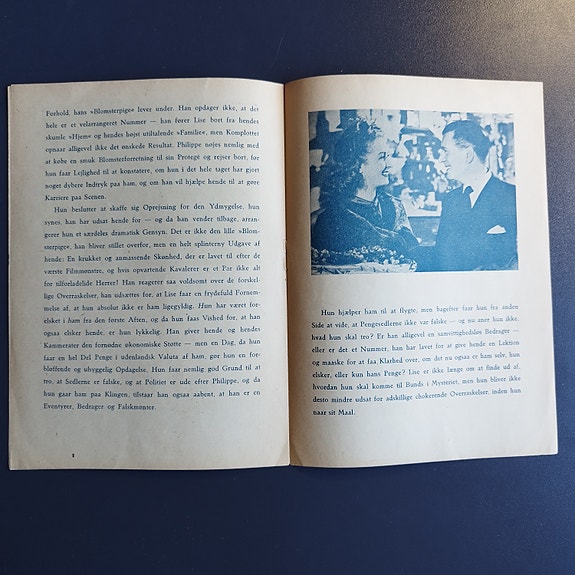 Forhold, hans »Blomsterpige« lever under. Han opdager ikke, at det
hele er et velarrangeret Nummer — han fører Lise bort fra hendes
skumle »Hjem« og hendes højst utiltalende »Familie«, men Komplotter
opnaar alligevel ikke det ønskede Resultat. Philippe nøjes nemlig med
at købe en smuk Blomsterforretning til sin Protegé og rejser bort, før
hun faar Lejlighed til at konstatere, om hun i det hele taget har gjort
noget dybere Indtryk paa ham, og om han vil hjælpe hende til at gøre
Karriere paa Scenen.
Hun beslutter at skaffe sig Oprejsning for den Ydmygelse, hun
synes, han har udsat hende for — og da han vender tilbage, arran-
gerer hun et særdeles dramatisk Gensyn. Det er ikke den lille »Blom-
sterpige«, han bliver stillet overfor, men en helt splinterny Udgave af
hende: En krukket og anmassende Skønhed, der er lavet til efter de
værste Filmmønstre, og hvis opvartende Kavalerer er et Par ikke alt
for tilforladelige Herrer! Han reagerer saa voldsomt over de forskel-
lige Overraskelser, han udsættes for, at Lise faar en frydefuld Fornem-
melse af, at hun absolut ikke er ham ligegyldig. Hun har været for-
elsket i ham fra den første Aften, og da hun faas Vished for, at han
ogsaa elsker hende, er hun lykkelig. Han giver hende og hendes
Kammerater den fornødne økonomiske Støtte — men en Dag, da hun
faar en hel Del Penge i udenlandsk Valuta af ham, gør hun en for-
bløffende og uhyggelig Opdagelse. Hun faar nemlig god Grund til at
tro, at Sedlerne er falske, og at Politiet er ude efter Philippe, og da
hun gaar ham paa Klingen, tilstaar han ogsaa aabent, at han er en
Eventyrer, Bedrager og Falskmønter.
8
Hun hjælper ham til at flygte, men bagefter faar hun fra anden
Side at vide, at Pengesedlerne ikke var falske — og nu aner hun ikke,
hvad hun skal tro? Er han alligevel en samvittighedsløs Bedrager —
eller er det et Nummer, han har lavet for at give hende en Lektion
og maaske for at faa Klarhed over, om det nu ogsaa er ham selv, hun
elsker, eller kun hans Penge? Lise er ikke længe om at finde ud af,
hvordan hun skal komme til Bunds i Mysteriet, men hun bliver ikke
desto mindre udsat for adskillige chokerende Overraskelser, inden hun
naar sit Maal.